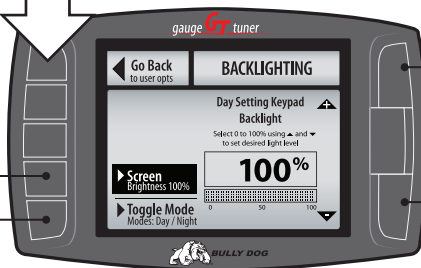 gauge GT tuner
Go Back
to user opts
BACKLIGHTING
Day Setting Keypad
Backlight
Select 0 to 100% using ▲ and ▼
to set desired light level
100%
Screen
Brightness 100%
0 50 100
Toggle Mode
Modes: Day / Night
BULLY DOG